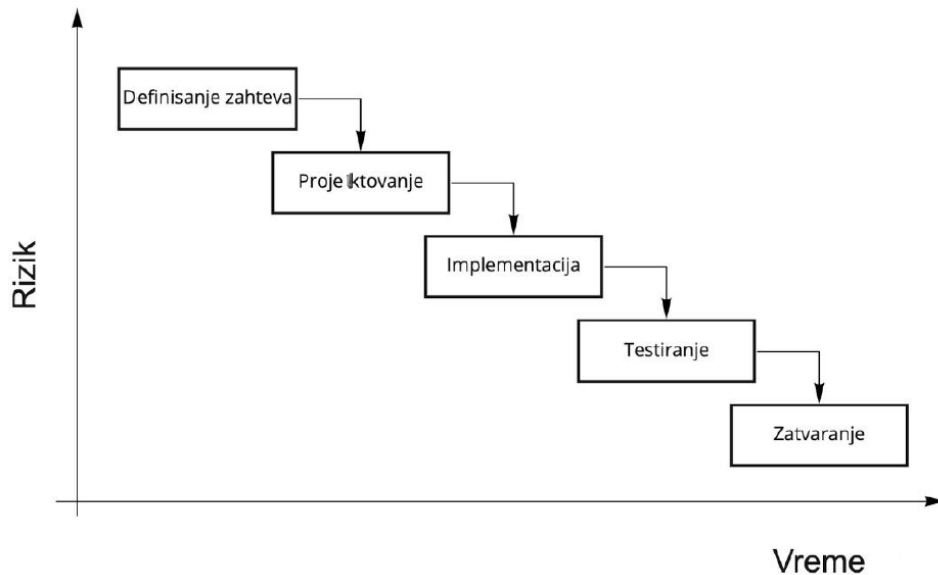 Definisanje zahteva
Projektovanje
Implementacija
Testiranje
Zatvaranje
Rizik
Vreme